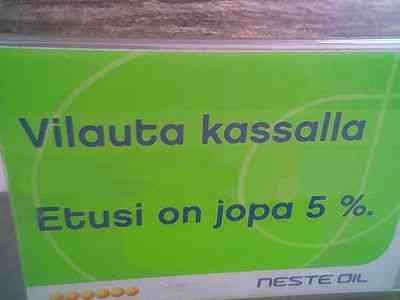 Vilauta kassalla
Etusi on jopa 5 %.
NESTE OIL